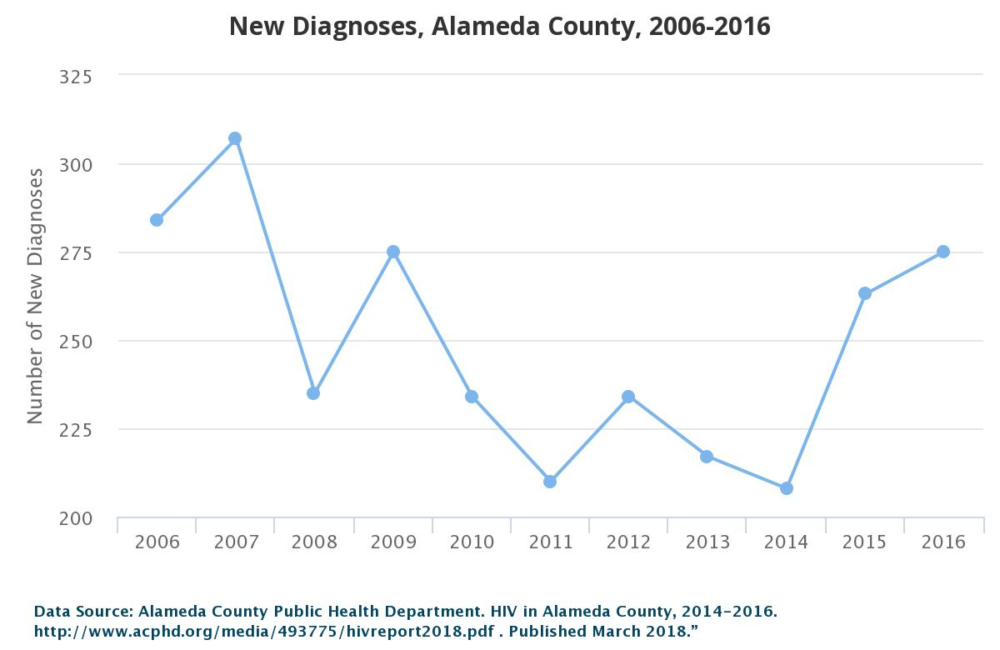 New Diagnoses, Alameda County, 2006-2016
325
300
275
250
225
200
Number of New Diagnoses
2006 2007 2008 2009 2010 2011 2012 2013 2014 2015 2016
Data Source: Alameda County Public Health Department. HIV in Alameda County, 2014-2016.
http://www.acphd.org/media/493775/hivreport2018.pdf . Published March 2018.”